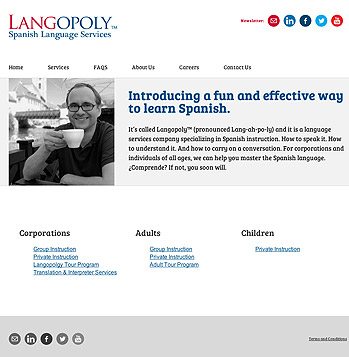 LANGOPOLY™
Spanish Language Services
Newsletter:
Home Services FAQS About Us Careers Contact Us
Introducing a fun and effective way
to learn Spanish.
It's called Langopoly™ (pronounced Lang-ah-po-ly) and it is a language
services company specializing in Spanish instruction. How to speak it. How
to understand it. And how to carry on a conversation. For corporations and
individuals of all ages, we can help you master the Spanish language.
¿Comprende? If not, you soon will.
Corporations
Group Instruction
Private Instruction
Langopolgy Tour Program
Translation & Interpreter Services
Adults
Group Instruction
Private Instruction
Adult Tour Program
Children
Private Instruction
Terms and Conditions